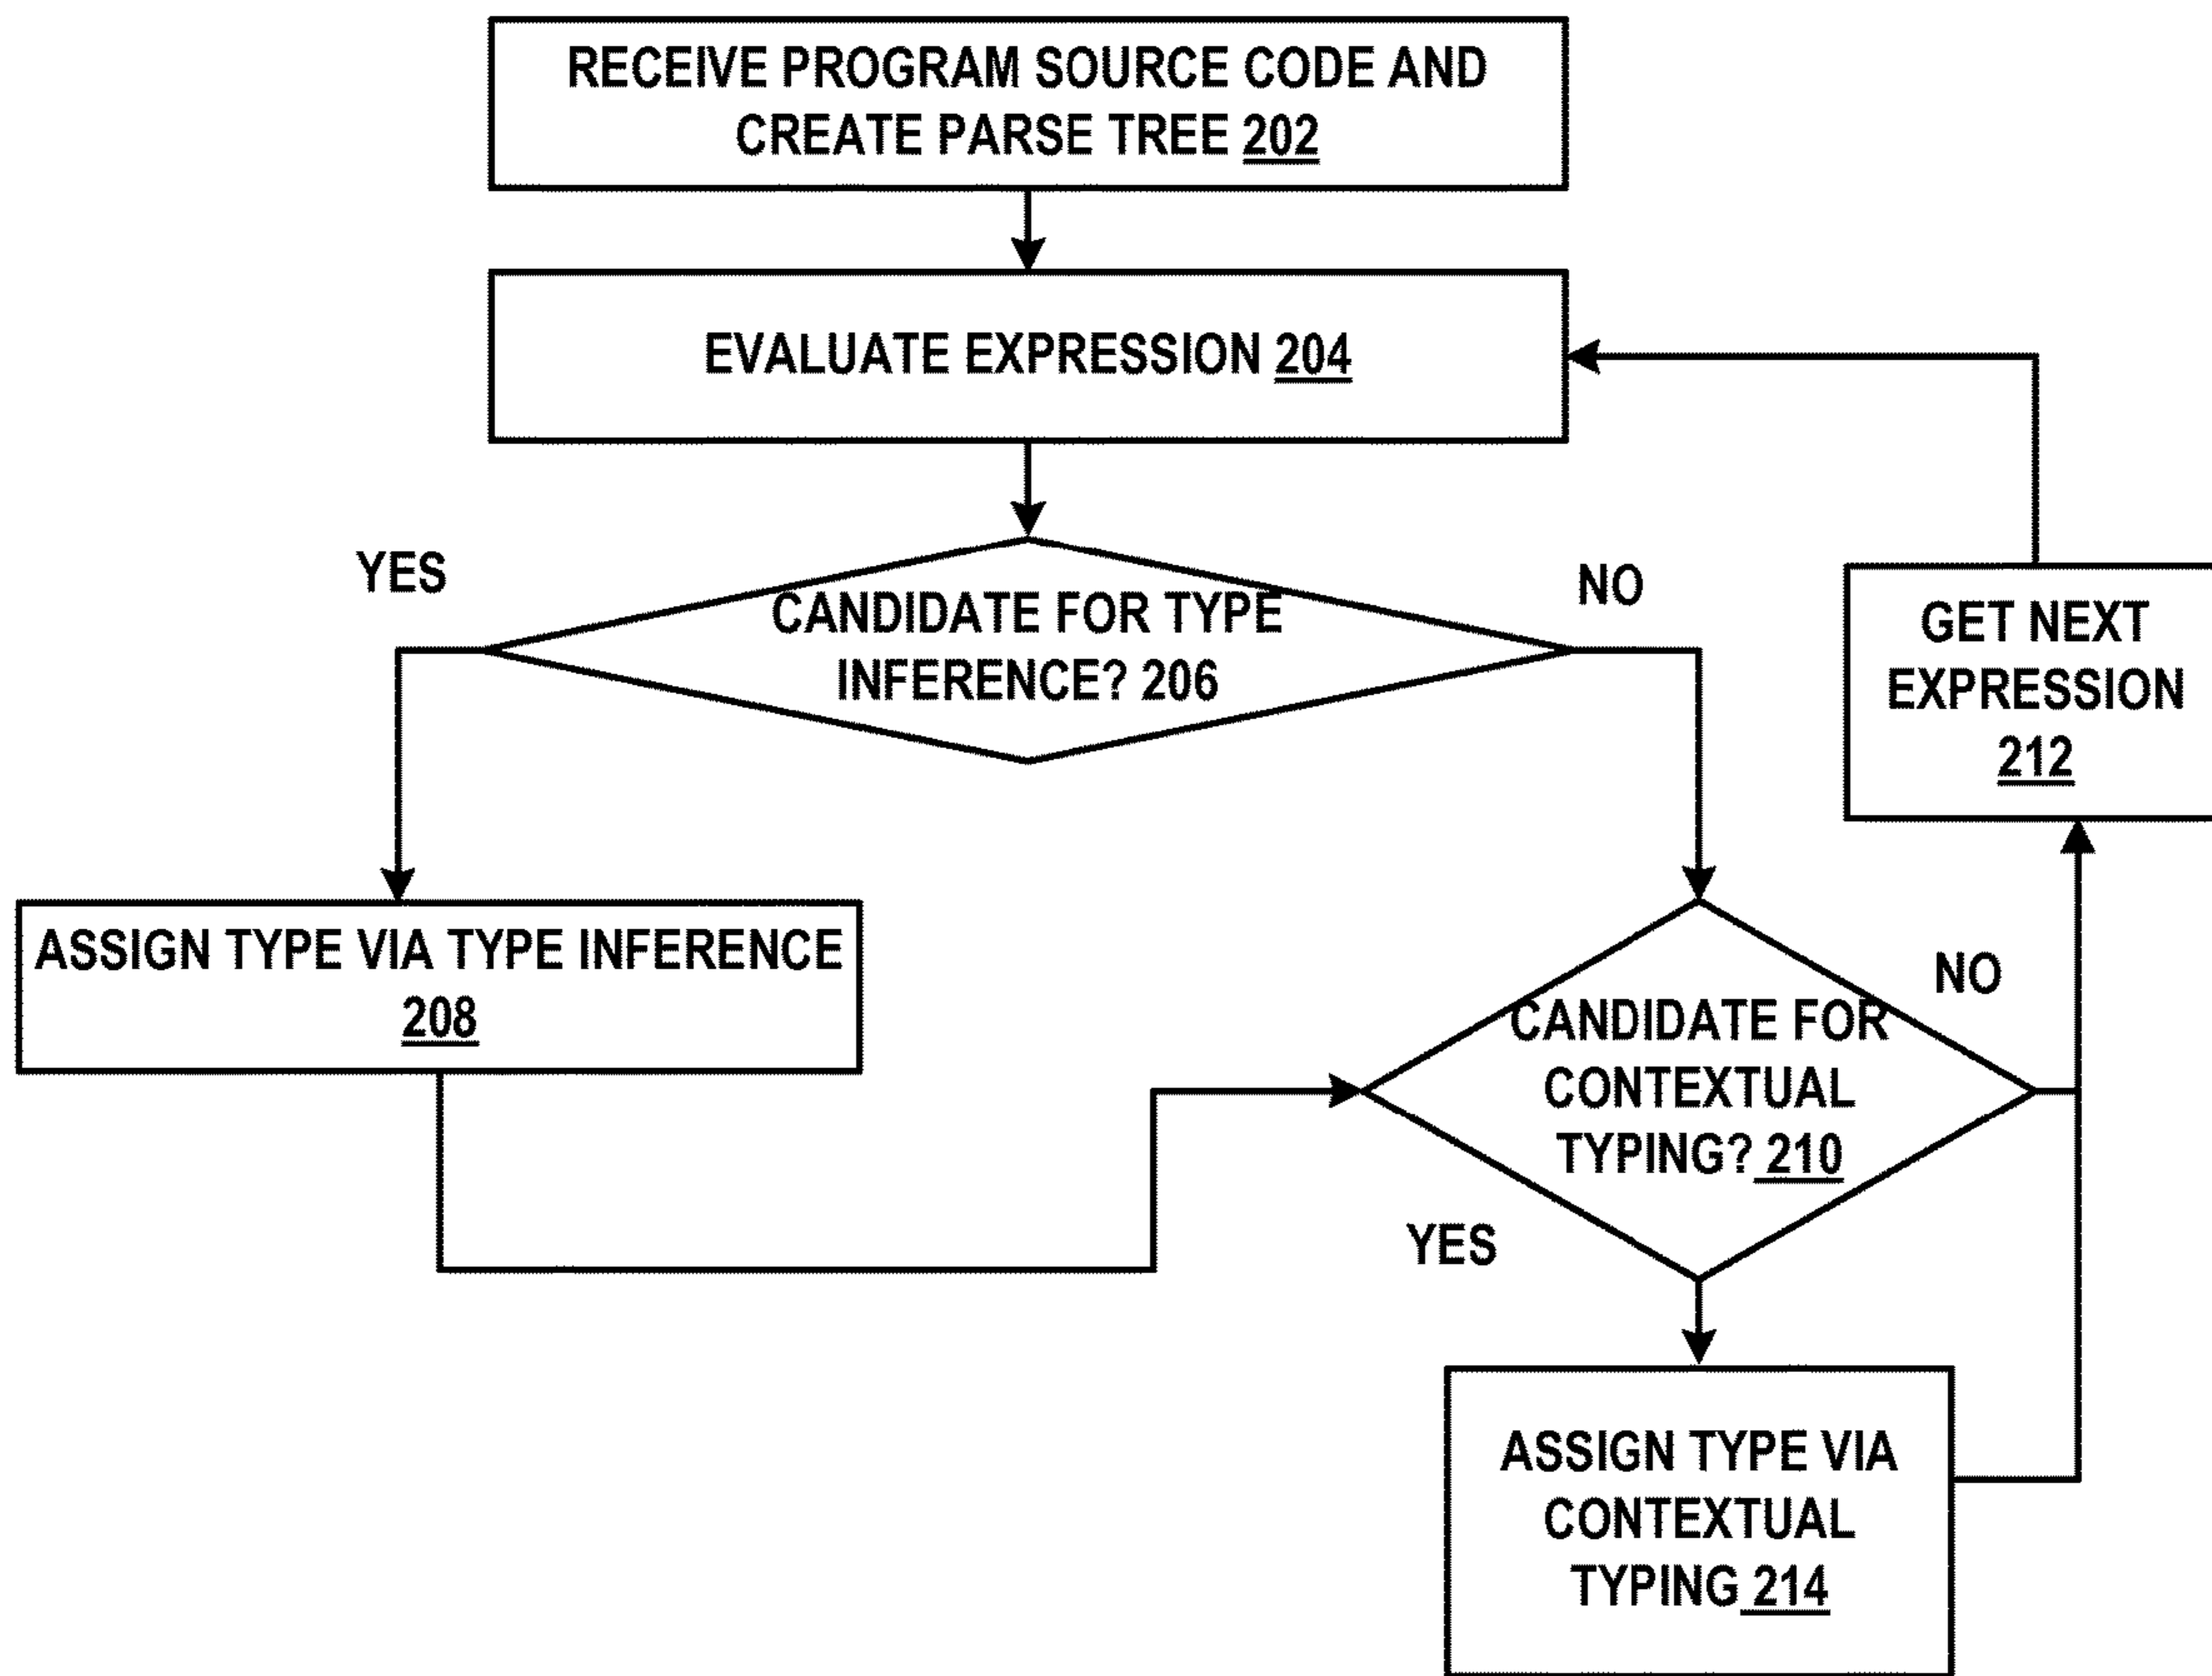 RECEIVE PROGRAM SOURCE CODE AND
CREATE PARSE TREE 202
EVALUATE EXPRESSION 204
YES
CANDIDATE FOR TYPE
INFERENCE? 206
NO
GET NEXT
EXPRESSION
212
ASSIGN TYPE VIA TYPE INFERENCE
208
CANDIDATE FOR
CONTEXTUAL
TYPING? 210
NO
YES
ASSIGN TYPE VIA
CONTEXTUAL
TYPING 214